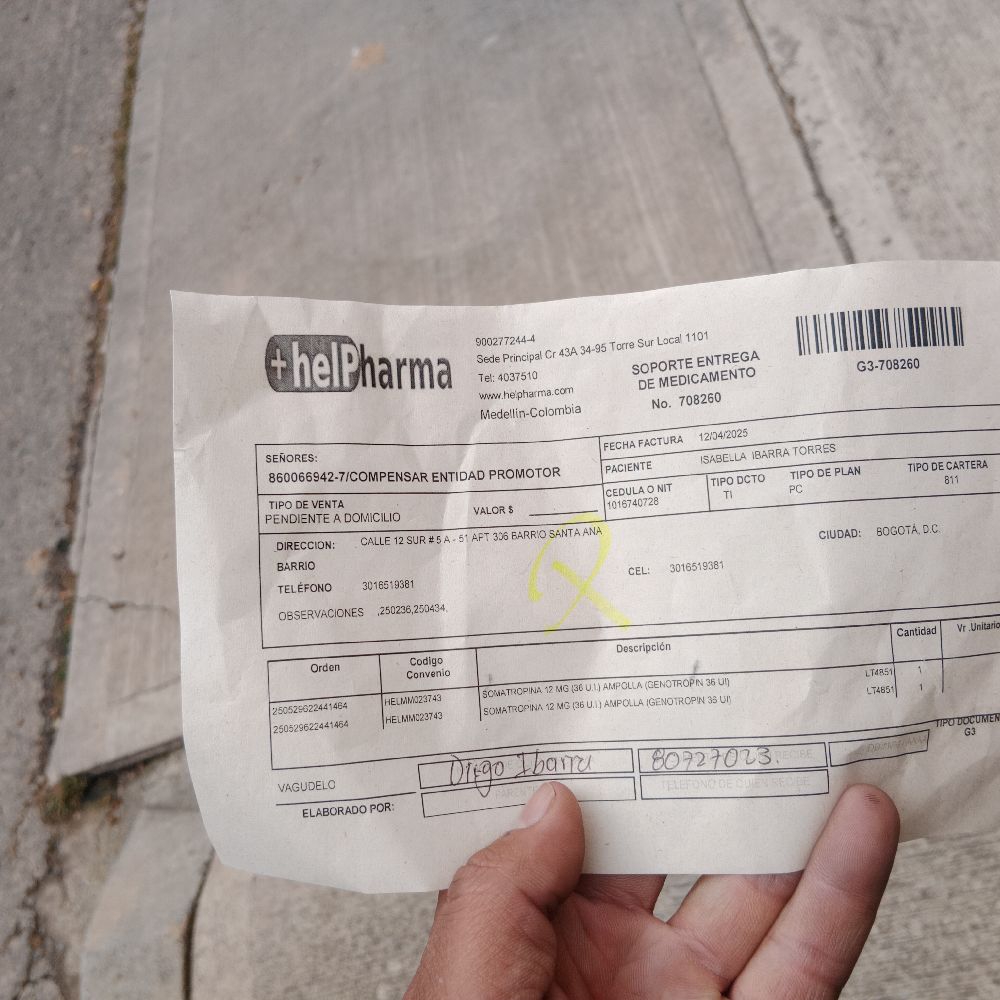 +helPharma
900277244-4
Sede Principal Cr 43A 34-95 Torre Sur Local 1101
Tel: 4037510
www.helpharma.com
Medellín-Colombia
SOPORTE ENTREGA
DE MEDICAMENTO
No. 708260
G3-708260
SEÑORES:
860066942-7/COMPENSAR ENTIDAD PROMOTOR
FECHA FACTURA 12/04/2025
PACIENTE ISABELLA IBARRA TORRES
TIPO DE VENTA
PENDIENTE A DOMICILIO
VALOR $
CEDULA O NIT
1016740728
TIPO DCTO
TI
TIPO DE PLAN
PC
TIPO DE CARTERA
811
DIRECCION: CALLE 12 SUR # 5 A - 51 APT 306 BARRIO SANTA ANA
CIUDAD: BOGOTÁ, D.C.
BARRIO
TELÉFONO 3016519381
CEL: 3016519381
OBSERVACIONES ,250236,250434,
Orden Codigo Convenio Descripción Cantidad Vr .Unitario
250529622441464 HELMM023743 SOMATROPINA 12 MG (36 U.I.) AMPOLLA (GENOTROPIN 36 UI) LT4851 1
250529622441464 HELMM023743 SOMATROPINA 12 MG (36 U.I.) AMPOLLA (GENOTROPIN 36 UI) LT4851 1
TIPO DOCUMEN
G3
VAGUDELO
Diego Ibarra
80727023.
RECIBE
ELABORADO POR:
PARENT
TELEFONO DE QUIEN RECIBE